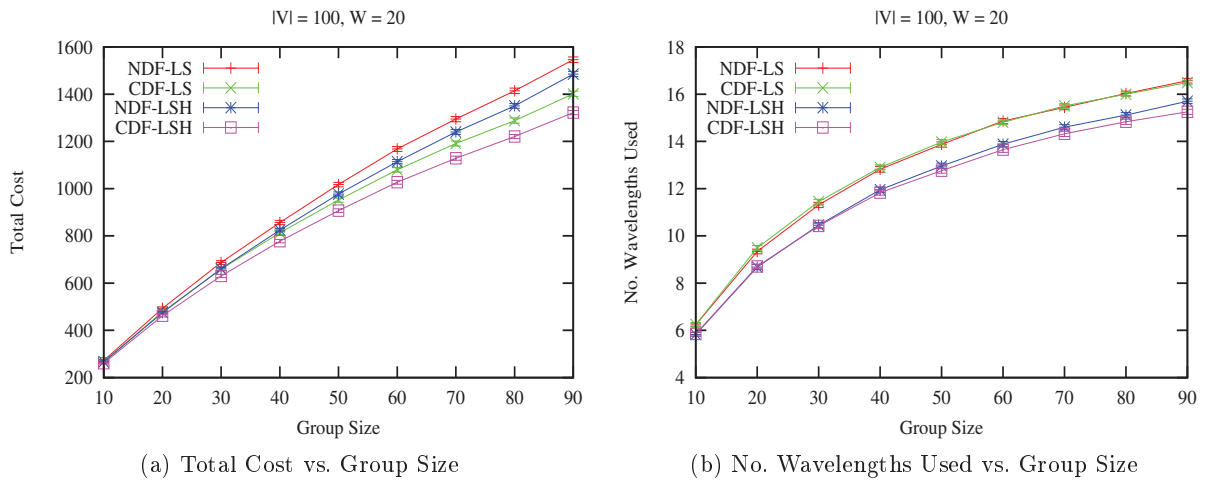 |V| = 100, W = 20
1600
1400
1200
1000
800
600
400
200
Total Cost
NDF-LS
CDF-LS
NDF-LSH
CDF-LSH
10 20 30 40 50 60 70 80 90
Group Size
(a) Total Cost vs. Group Size
|V| = 100, W = 20
18
16
14
12
10
8
6
4
No. Wavelengths Used
NDF-LS
CDF-LS
NDF-LSH
CDF-LSH
10 20 30 40 50 60 70 80 90
Group Size
(b) No. Wavelengths Used vs. Group Size